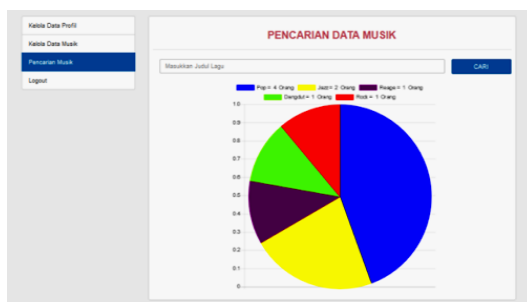 Kelola Data Profil
Kelola Data Musik
Pencarian Musik
Logout
PENCARIAN DATA MUSIK
Masukkan Judul Lagu
CARI
Pop = 4 Orang Jazz = 2 Orang Reage = 1 Orang
Dangdut = 1 Orang Rock = 1 Orang
1.0
0.9
0.8
0.7
0.6
0.5
0.4
0.3
0.2
0.1
0